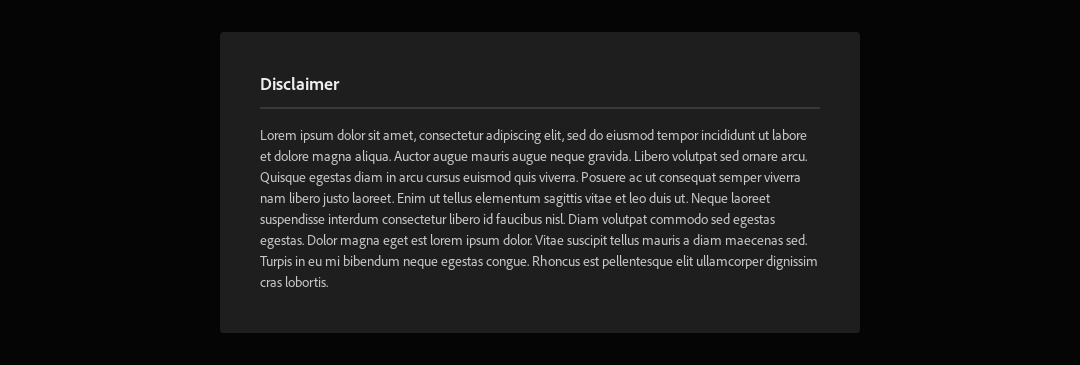 Disclaimer
Lorem ipsum dolor sit amet, consectetur adipiscing elit, sed do eiusmod tempor incididunt ut labore
et dolore magna aliqua. Auctor augue mauris augue neque gravida. Libero volutpat sed ornare arcu.
Quisque egestas diam in arcu cursus euismod quis viverra. Posuere ac ut consequat semper viverra
nam libero justo laoreet. Enim ut tellus elementum sagittis vitae et leo duis ut. Neque laoreet
suspendisse interdum consectetur libero id faucibus nisl. Diam volutpat commodo sed egestas
egestas. Dolor magna eget est lorem ipsum dolor. Vitae suscipit tellus mauris a diam maecenas sed.
Turpis in eu mi bibendum neque egestas congue. Rhoncus est pellentesque elit ullamcorper dignissim
cras lobortis.